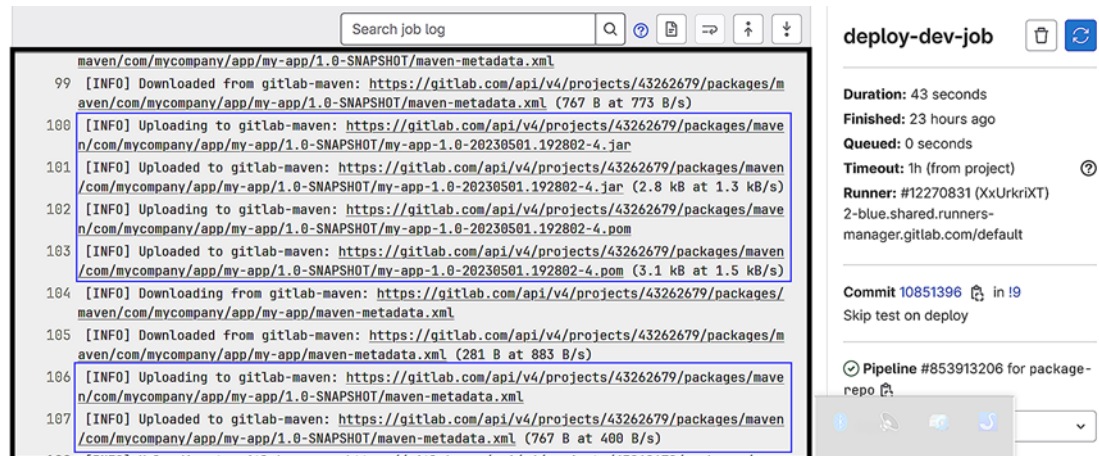 Search job log
maven/com/mycompany/app/my-app/1.0-SNAPSHOT/maven-metadata.xml
99 [INFO] Downloaded from gitlab-maven: https://gitlab.com/api/v4/projects/43262679/packages/m
aven/com/mycompany/app/my-app/1.0-SNAPSHOT/maven-metadata.xml (767 B at 773 B/s)
100 [INFO] Uploading to gitlab-maven: https://gitlab.com/api/v4/projects/43262679/packages/mave
n/com/mycompany/app/my-app/1.0-SNAPSHOT/my-app-1.0-20230501.192802-4.jar
101 [INFO] Uploaded to gitlab-maven: https://gitlab.com/api/v4/projects/43262679/packages/maven
/com/mycompany/app/my-app/1.0-SNAPSHOT/my-app-1.0-20230501.192802-4.jar (2.8 kB at 1.3 kB/s)
102 [INFO] Uploading to gitlab-maven: https://gitlab.com/api/v4/projects/43262679/packages/mave
n/com/mycompany/app/my-app/1.0-SNAPSHOT/my-app-1.0-20230501.192802-4.pom
103 [INFO] Uploaded to gitlab-maven: https://gitlab.com/api/v4/projects/43262679/packages/maven
/com/mycompany/app/my-app/1.0-SNAPSHOT/my-app-1.0-20230501.192802-4.pom (3.1 kB at 1.5 kB/s)
104 [INFO] Downloading from gitlab-maven: https://gitlab.com/api/v4/projects/43262679/packages/
maven/com/mycompany/app/my-app/maven-metadata.xml
105 [INFO] Downloaded from gitlab-maven: https://gitlab.com/api/v4/projects/43262679/packages/m
aven/com/mycompany/app/my-app/maven-metadata.xml (281 B at 883 B/s)
106 [INFO] Uploading to gitlab-maven: https://gitlab.com/api/v4/projects/43262679/packages/mave
n/com/mycompany/app/my-app/1.0-SNAPSHOT/maven-metadata.xml
107 [INFO] Uploaded to gitlab-maven: https://gitlab.com/api/v4/projects/43262679/packages/maven
/com/mycompany/app/my-app/1.0-SNAPSHOT/maven-metadata.xml (767 B at 400 B/s)
deploy-dev-job
Duration: 43 seconds
Finished: 23 hours ago
Queued: 0 seconds
Timeout: 1h (from project)
Runner: #12270831 (XxUrkriXT)
2-blue.shared.runners-
manager.gitlab.com/default
Commit 10851396 in !9
Skip test on deploy
Pipeline #853913206 for package-
repo